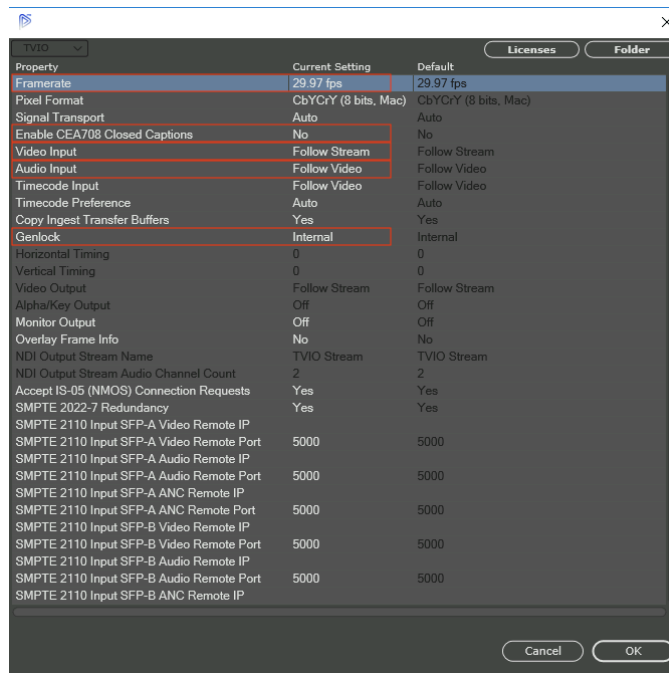 TVIO
Licenses Folder
Property Current Setting Default
Framerate 29.97 fps 29.97 fps
Pixel Format CbYCrY (8 bits, Mac) CbYCrY (8 bits, Mac)
Signal Transport Auto Auto
Enable CEA708 Closed Captions No No
Video Input Follow Stream Follow Stream
Audio Input Follow Video Follow Video
Timecode Input Follow Video Follow Video
Timecode Preference Auto Auto
Copy Ingest Transfer Buffers Yes Yes
Genlock Internal Internal
Horizontal Timing 0 0
Vertical Timing 0 0
Video Output Follow Stream Follow Stream
Alpha/Key Output Off Off
Monitor Output Off Off
Overlay Frame Info No No
NDI Output Stream Name TVIO Stream TVIO Stream
NDI Output Stream Audio Channel Count 2 2
Accept IS-05 (NMOS) Connection Requests Yes Yes
SMPTE 2022-7 Redundancy Yes Yes
SMPTE 2110 Input SFP-A Video Remote IP
SMPTE 2110 Input SFP-A Video Remote Port 5000 5000
SMPTE 2110 Input SFP-A Audio Remote IP
SMPTE 2110 Input SFP-A Audio Remote Port 5000 5000
SMPTE 2110 Input SFP-A ANC Remote IP
SMPTE 2110 Input SFP-A ANC Remote Port 5000 5000
SMPTE 2110 Input SFP-B Video Remote IP
SMPTE 2110 Input SFP-B Video Remote Port 5000 5000
SMPTE 2110 Input SFP-B Audio Remote IP
SMPTE 2110 Input SFP-B Audio Remote Port 5000 5000
SMPTE 2110 Input SFP-B ANC Remote IP
Cancel OK